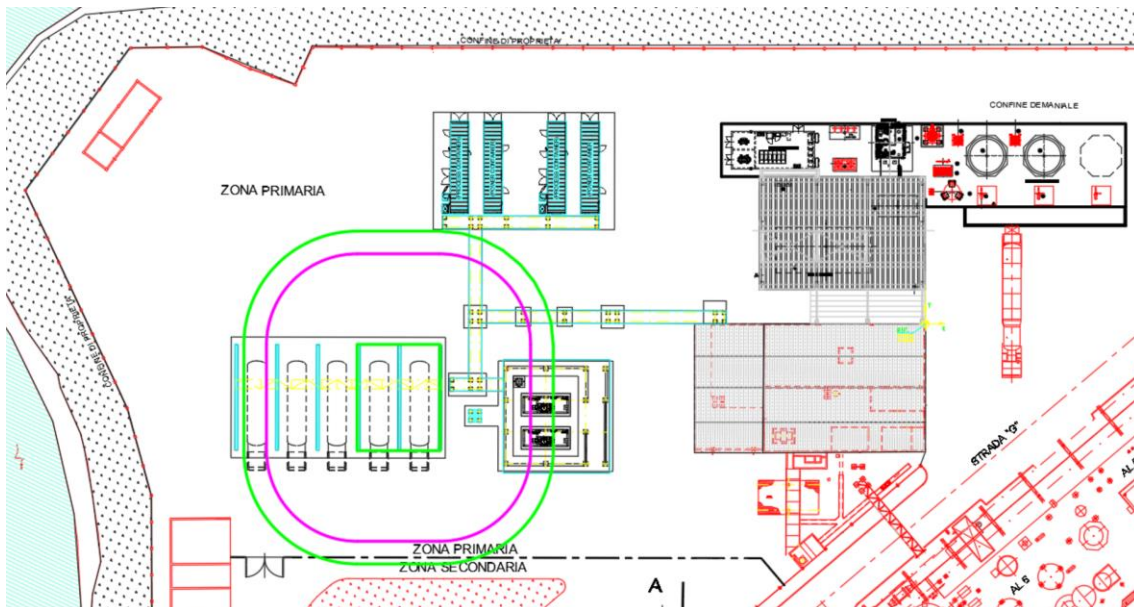 CONFINE DI PROPRIETA'
CONFINE DEMANIALE
ZONA PRIMARIA
CONFINE DI PROPRIETA'
STRADA "G"
ZONA PRIMARIA
ZONA SECONDARIA
A
AL 6